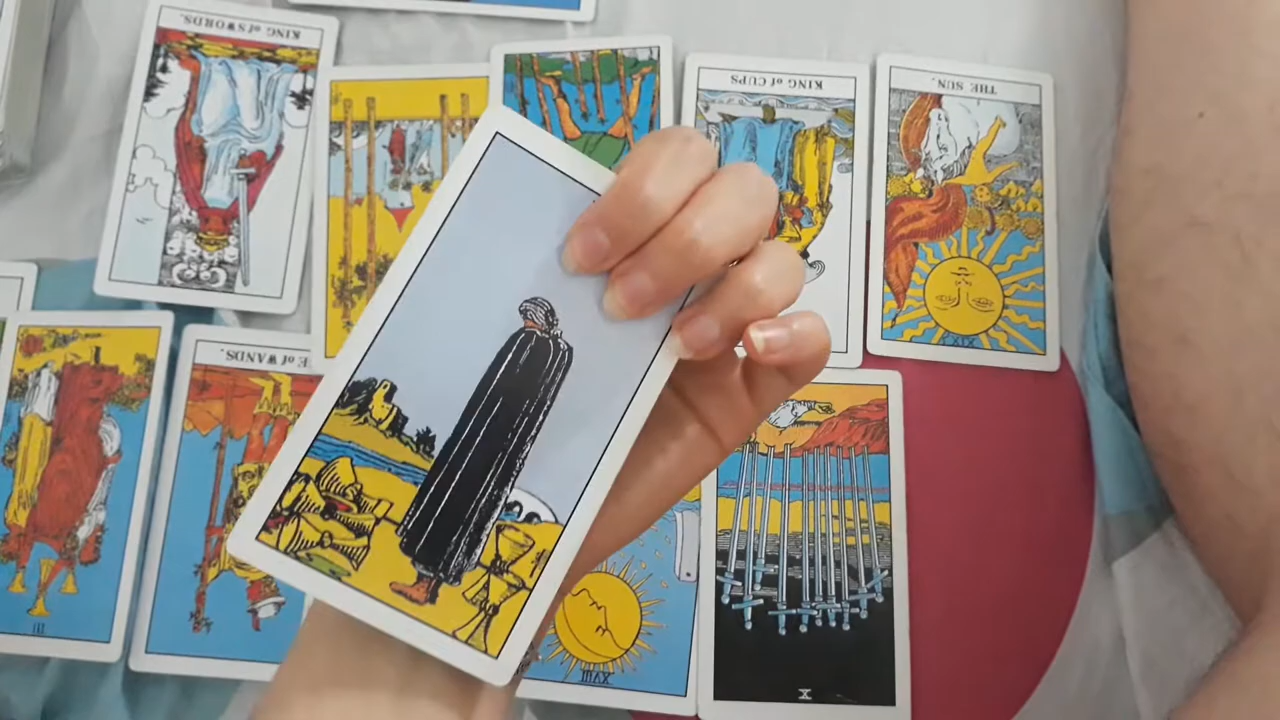 KING of SWORDS.
KING of CUPS
THE SUN.
XIX
E of WANDS.
III
XVIII
X